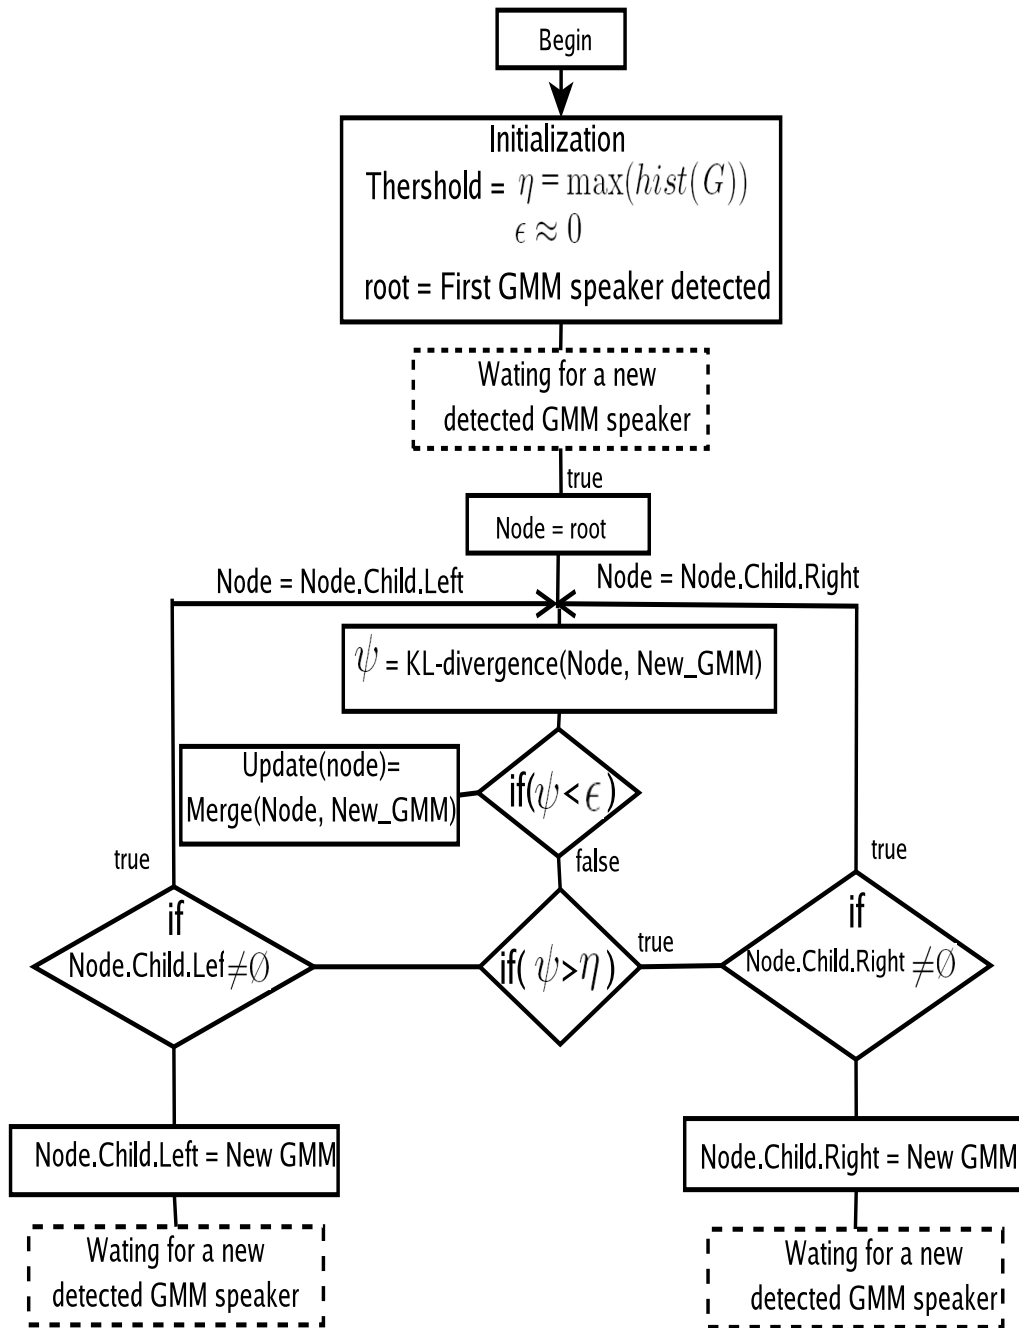 Begin
Initialization
Thershold = η = max(hist(G))
ϵ ≈ 0
root = First GMM speaker detected
Wating for a new
detected GMM speaker
true
Node = root
Node = Node.Child.Left
Node = Node.Child.Right
ψ = KL-divergence(Node, New_GMM)
Update(node)=
Merge(Node, New_GMM)
if(ψ<ϵ)
true
false
true
if
Node.Child.Lef ≠∅
if( ψ>η)
true
if
Node.Child.Right ≠∅
Node.Child.Left = New GMM
Node.Child.Right = New GMM
Wating for a new
detected GMM speaker
Wating for a new
detected GMM speaker